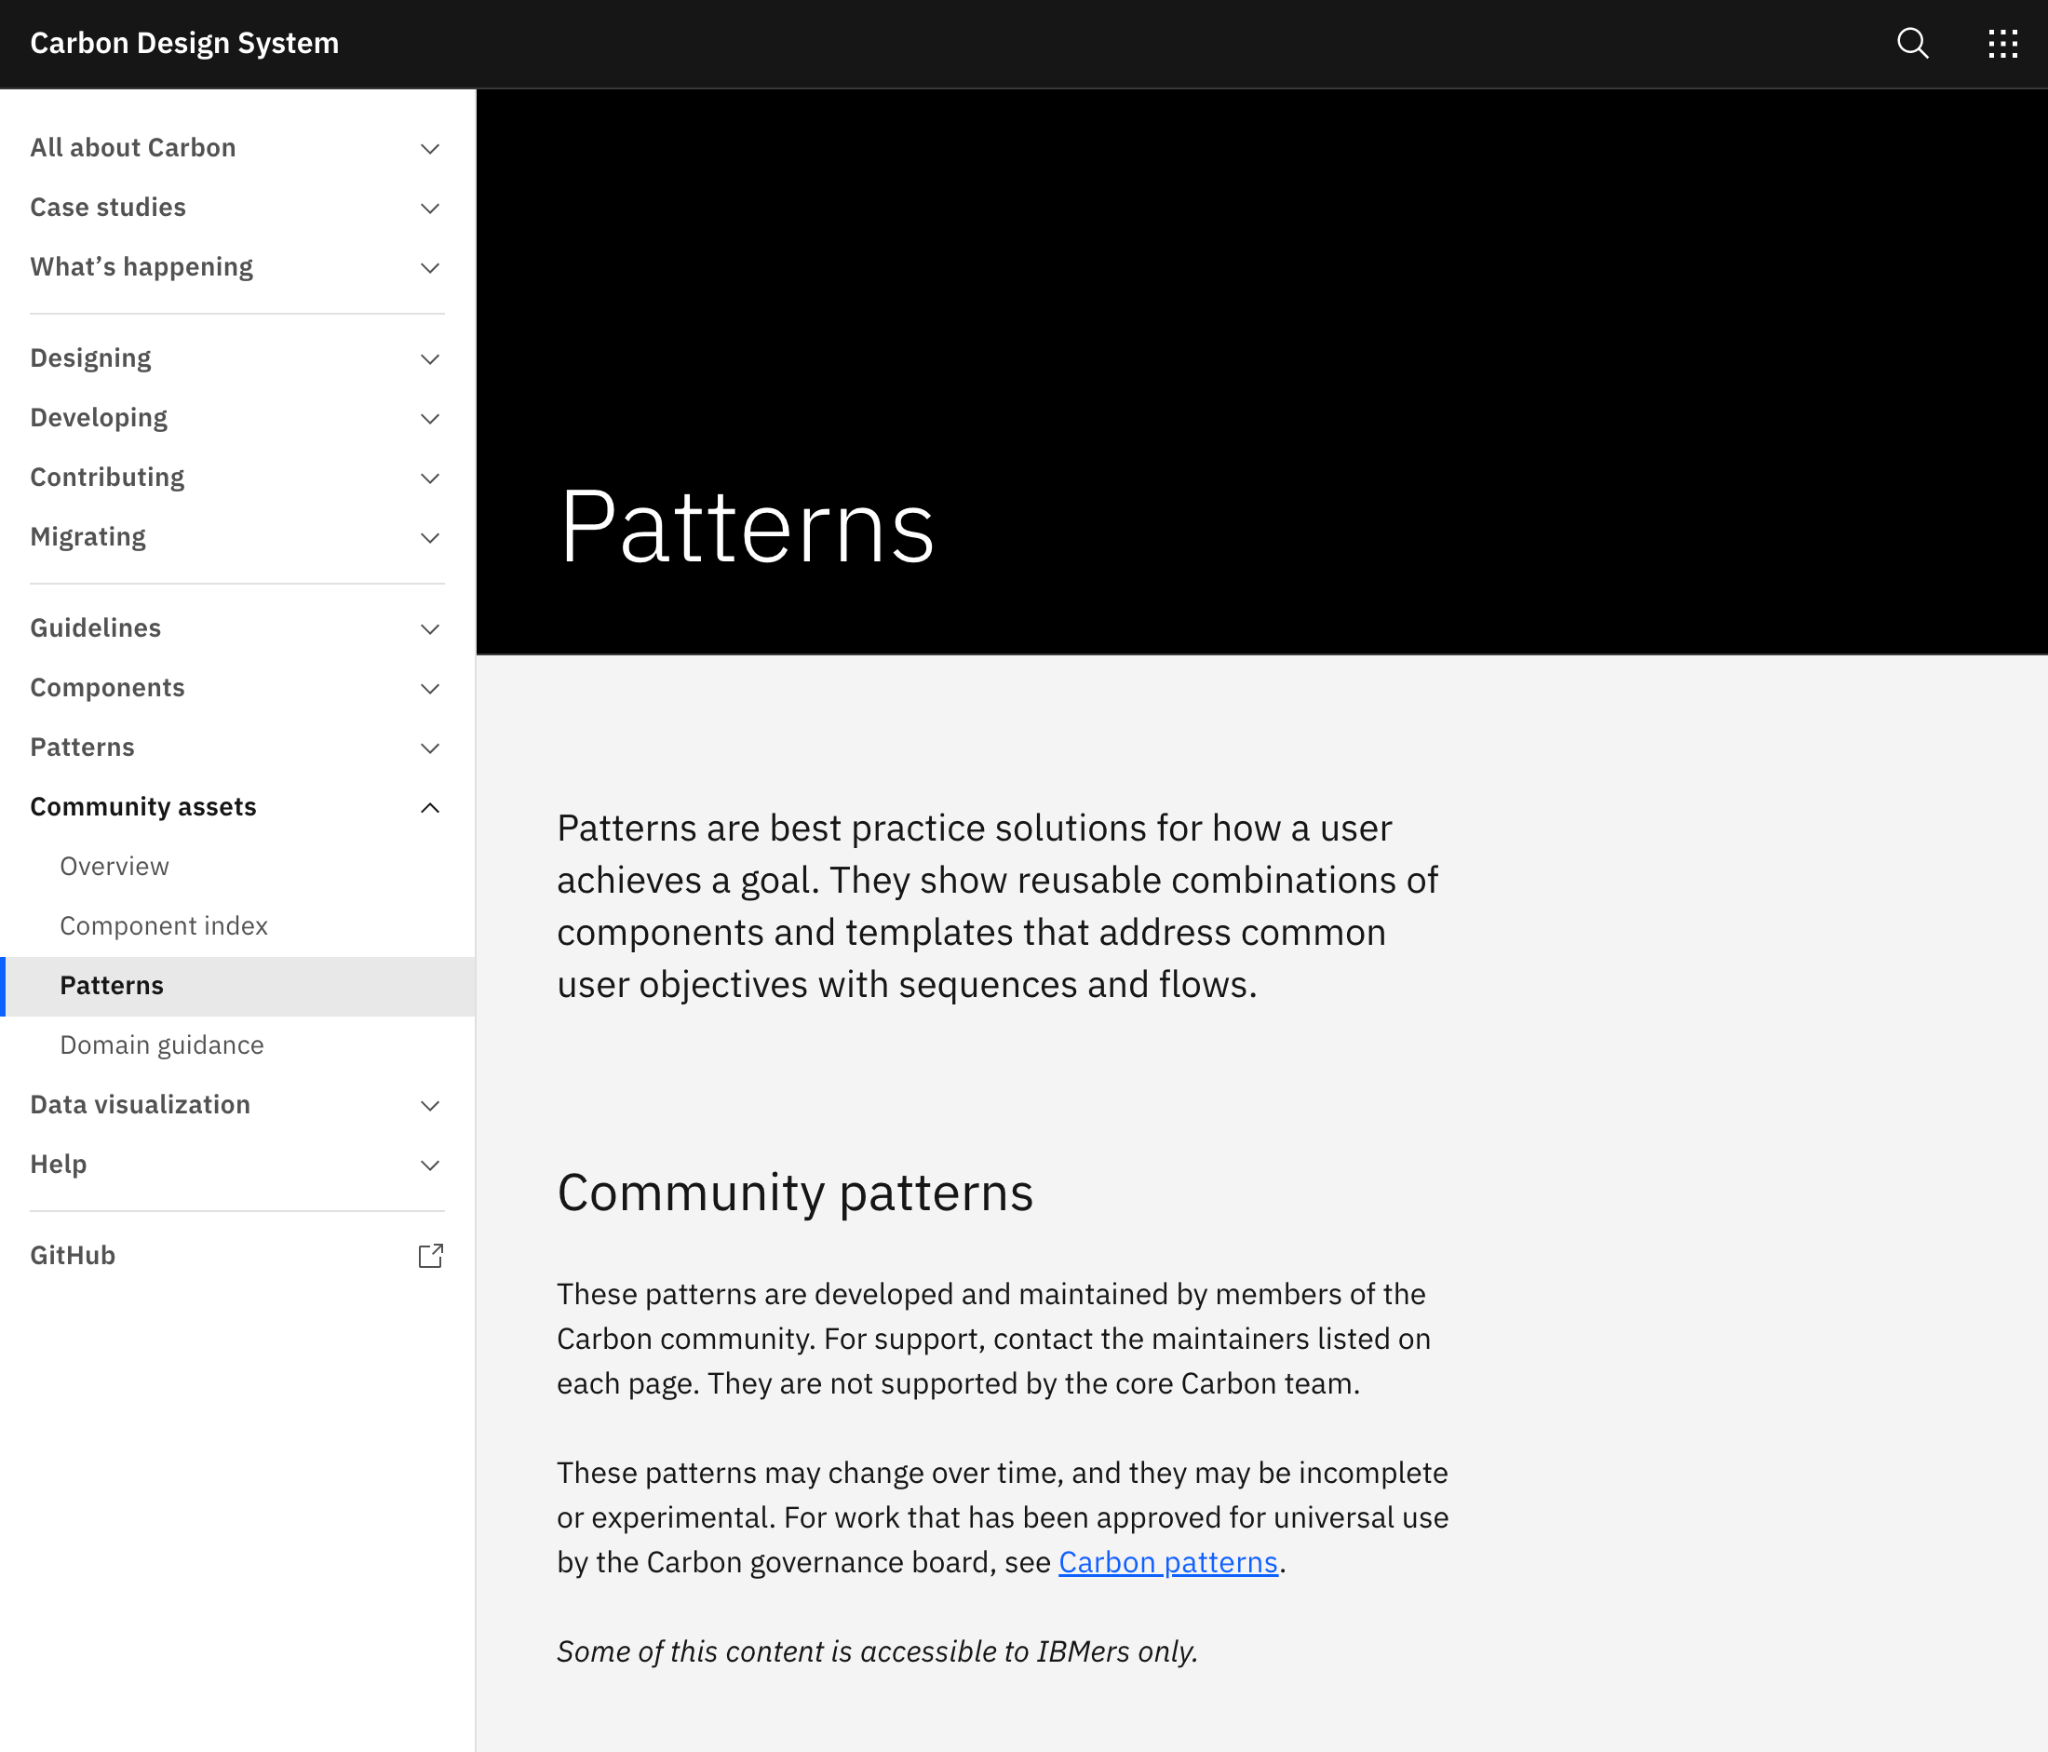 Carbon Design System
All about Carbon
Case studies
What’s happening
Designing
Developing
Contributing
Migrating
Guidelines
Components
Patterns
Community assets
Overview
Component index
Patterns
Domain guidance
Data visualization
Help
GitHub
Patterns
Patterns are best practice solutions for how a user
achieves a goal. They show reusable combinations of
components and templates that address common
user objectives with sequences and flows.
Community patterns
These patterns are developed and maintained by members of the
Carbon community. For support, contact the maintainers listed on
each page. They are not supported by the core Carbon team.
These patterns may change over time, and they may be incomplete
or experimental. For work that has been approved for universal use
by the Carbon governance board, see Carbon patterns.
Some of this content is accessible to IBMers only.